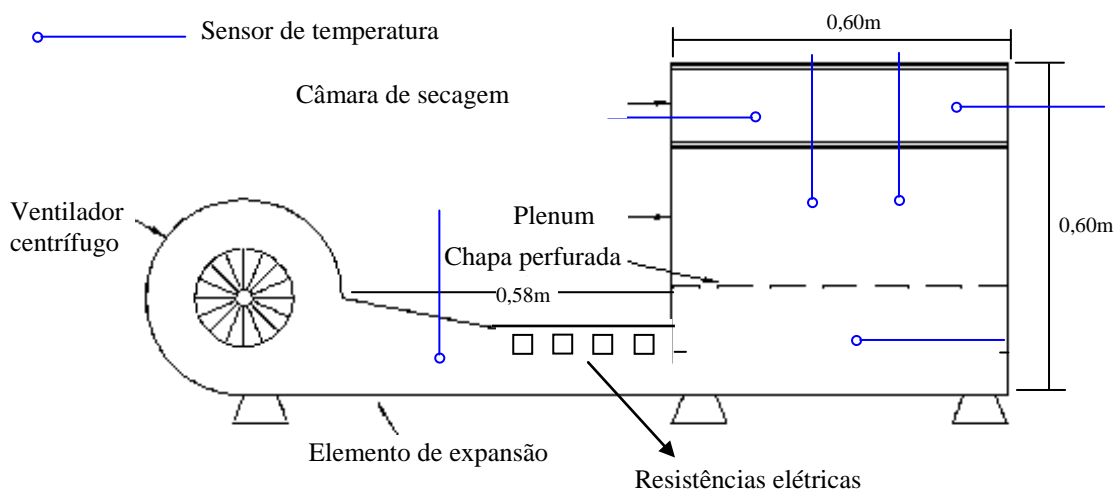 0,60m
Sensor de temperatura
Câmara de secagem
Ventilador
centrífugo
Plenum
0,60m
Chapa perfurada
0,58m
Elemento de expansão
Resistências elétricas